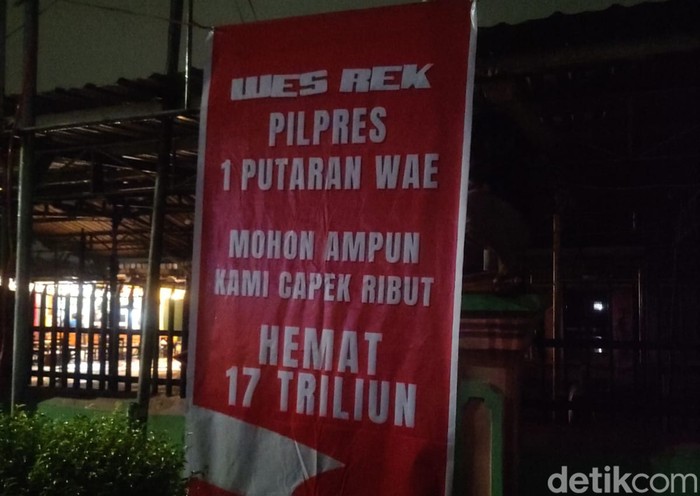 WES REK
PILPRES
1 PUTARAN WAE
MOHON AMPUN
KAMI CAPEK RIBUT
HEMAT
17 TRILIUN
detikcom